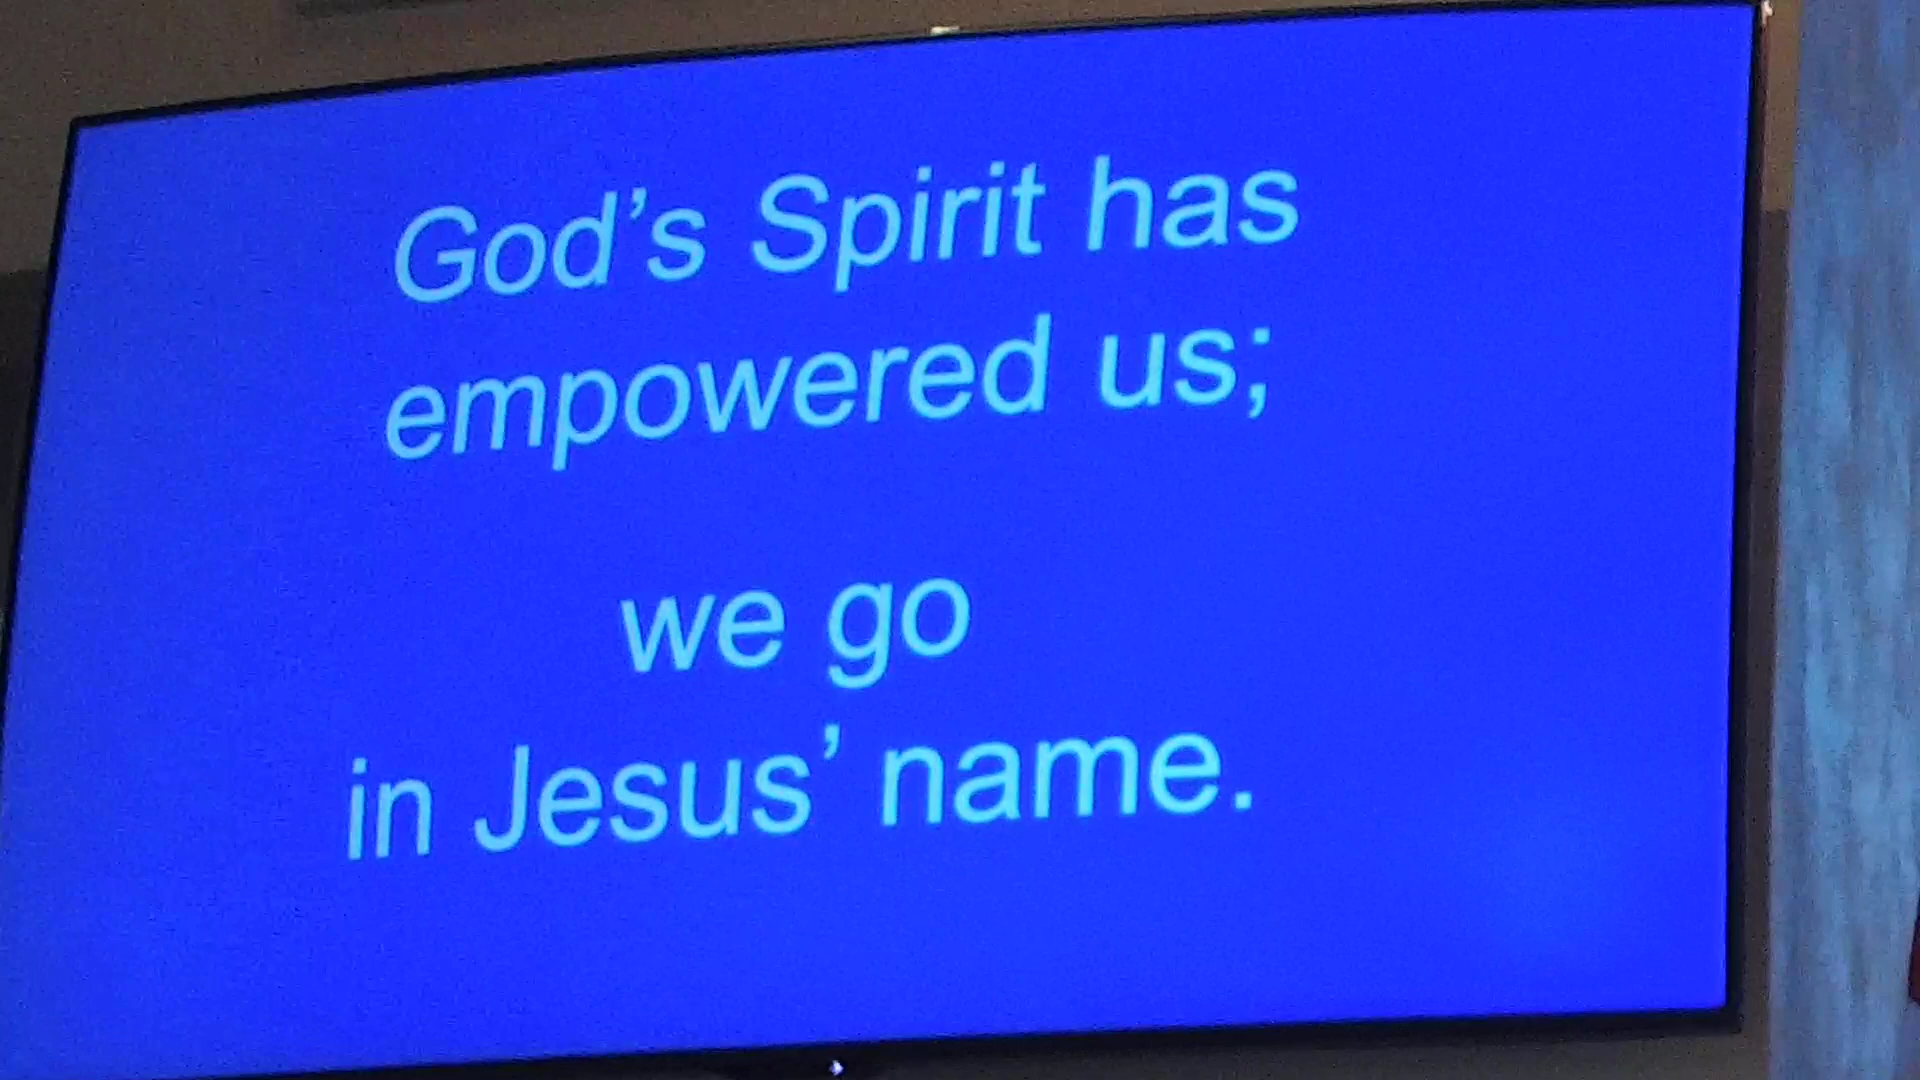 God’s Spirit has
empowered us;
we go
in Jesus’ name.